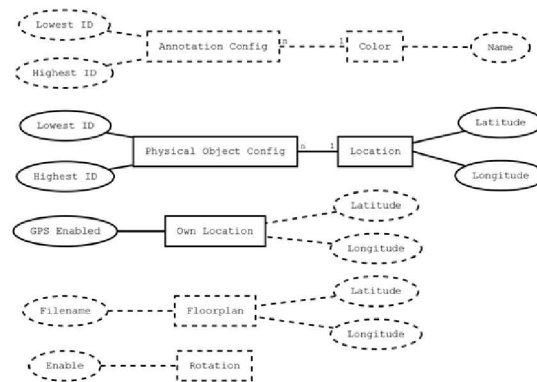 Lowest ID
Annotation Config n 1 Color Name
Highest ID
Lowest ID Latitude
Physical Object Config n 1 Location
Highest ID Longitude
Latitude
GPS Enabled Own Location
Longitude
Latitude
Filename Floorplan
Longitude
Enable Rotation